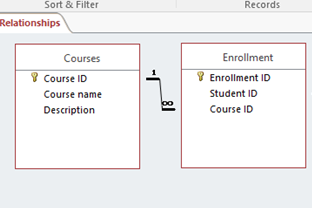 Sort & Filter
Records
Relationships
Courses
Course ID
Course name
Description
1
∞
Enrollment
Enrollment ID
Student ID
Course ID